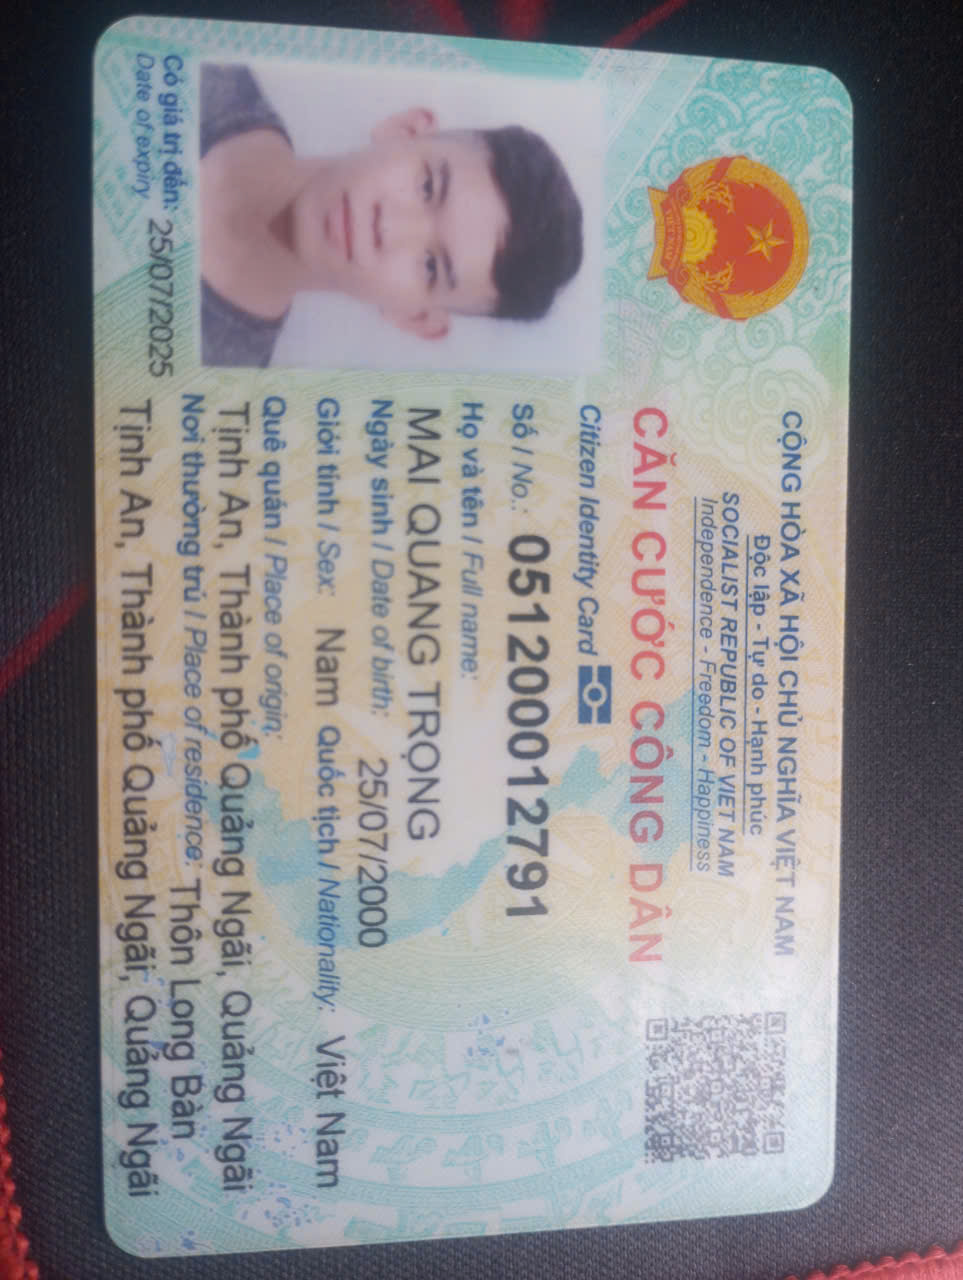 CỘNG HÒA XÃ HỘI CHỦ NGHĨA VIỆT NAM
Độc lập - Tự do - Hạnh phúc
SOCIALIST REPUBLIC OF VIET NAM
Independence - Freedom - Happiness
CĂN CƯỚC CÔNG DÂN
Citizen Identity Card
Số / No.: 051200012791
Họ và tên / Full name:
MAI QUANG TRỌNG
Ngày sinh / Date of birth: 25/07/2000
Giới tính / Sex: Nam Quốc tịch / Nationality: Việt Nam
Quê quán / Place of origin:
Tịnh An, Thành phố Quảng Ngãi, Quảng Ngãi
Nơi thường trú / Place of residence: Thôn Long Bàn
Tịnh An, Thành phố Quảng Ngãi, Quảng Ngãi
Có giá trị đến: 25/07/2025
Date of expiry
VIỆT NAM